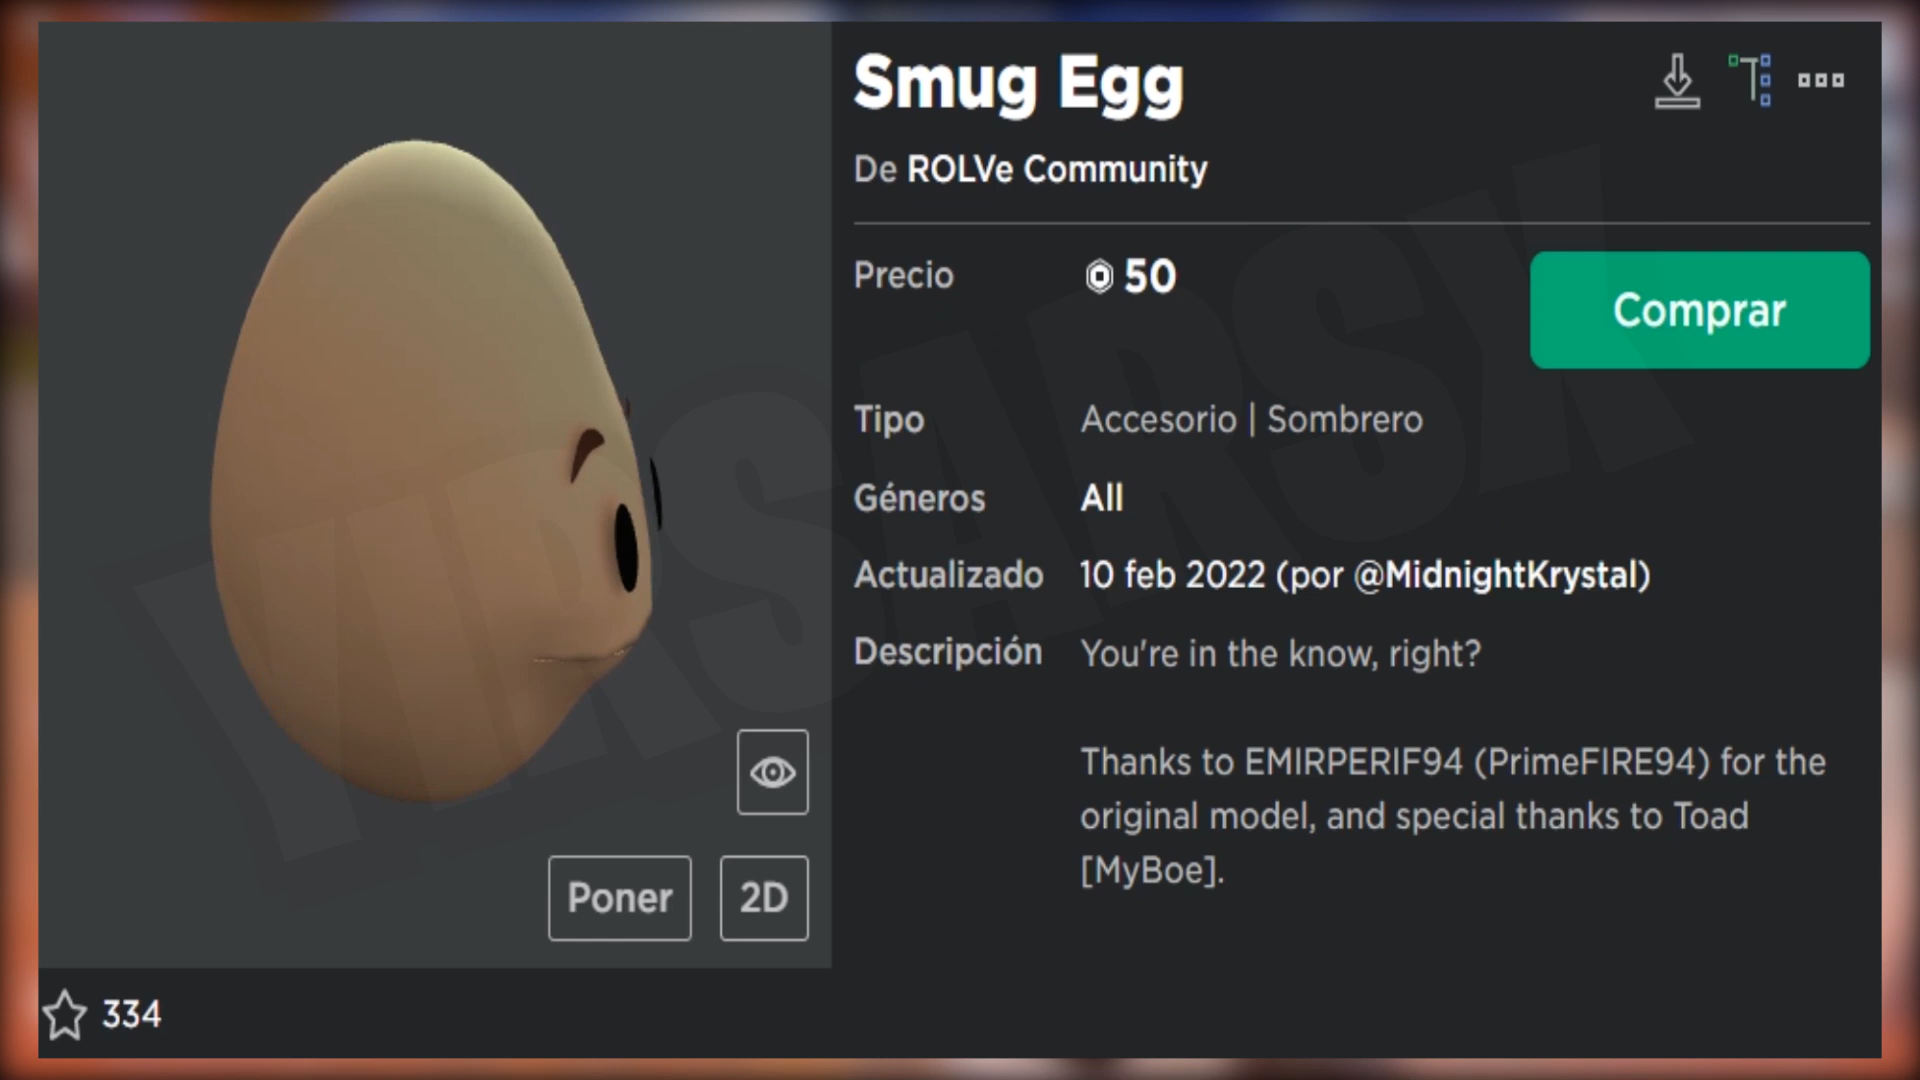 Smug Egg
De ROLVe Community
Precio 50
Comprar
Tipo Accesorio | Sombrero
Géneros All
Actualizado 10 feb 2022 (por @MidnightKrystal)
Descripción You're in the know, right?
Thanks to EMIRPERIF94 (PrimeFIRE94) for the
original model, and special thanks to Toad
[MyBoe].
Poner 2D
334